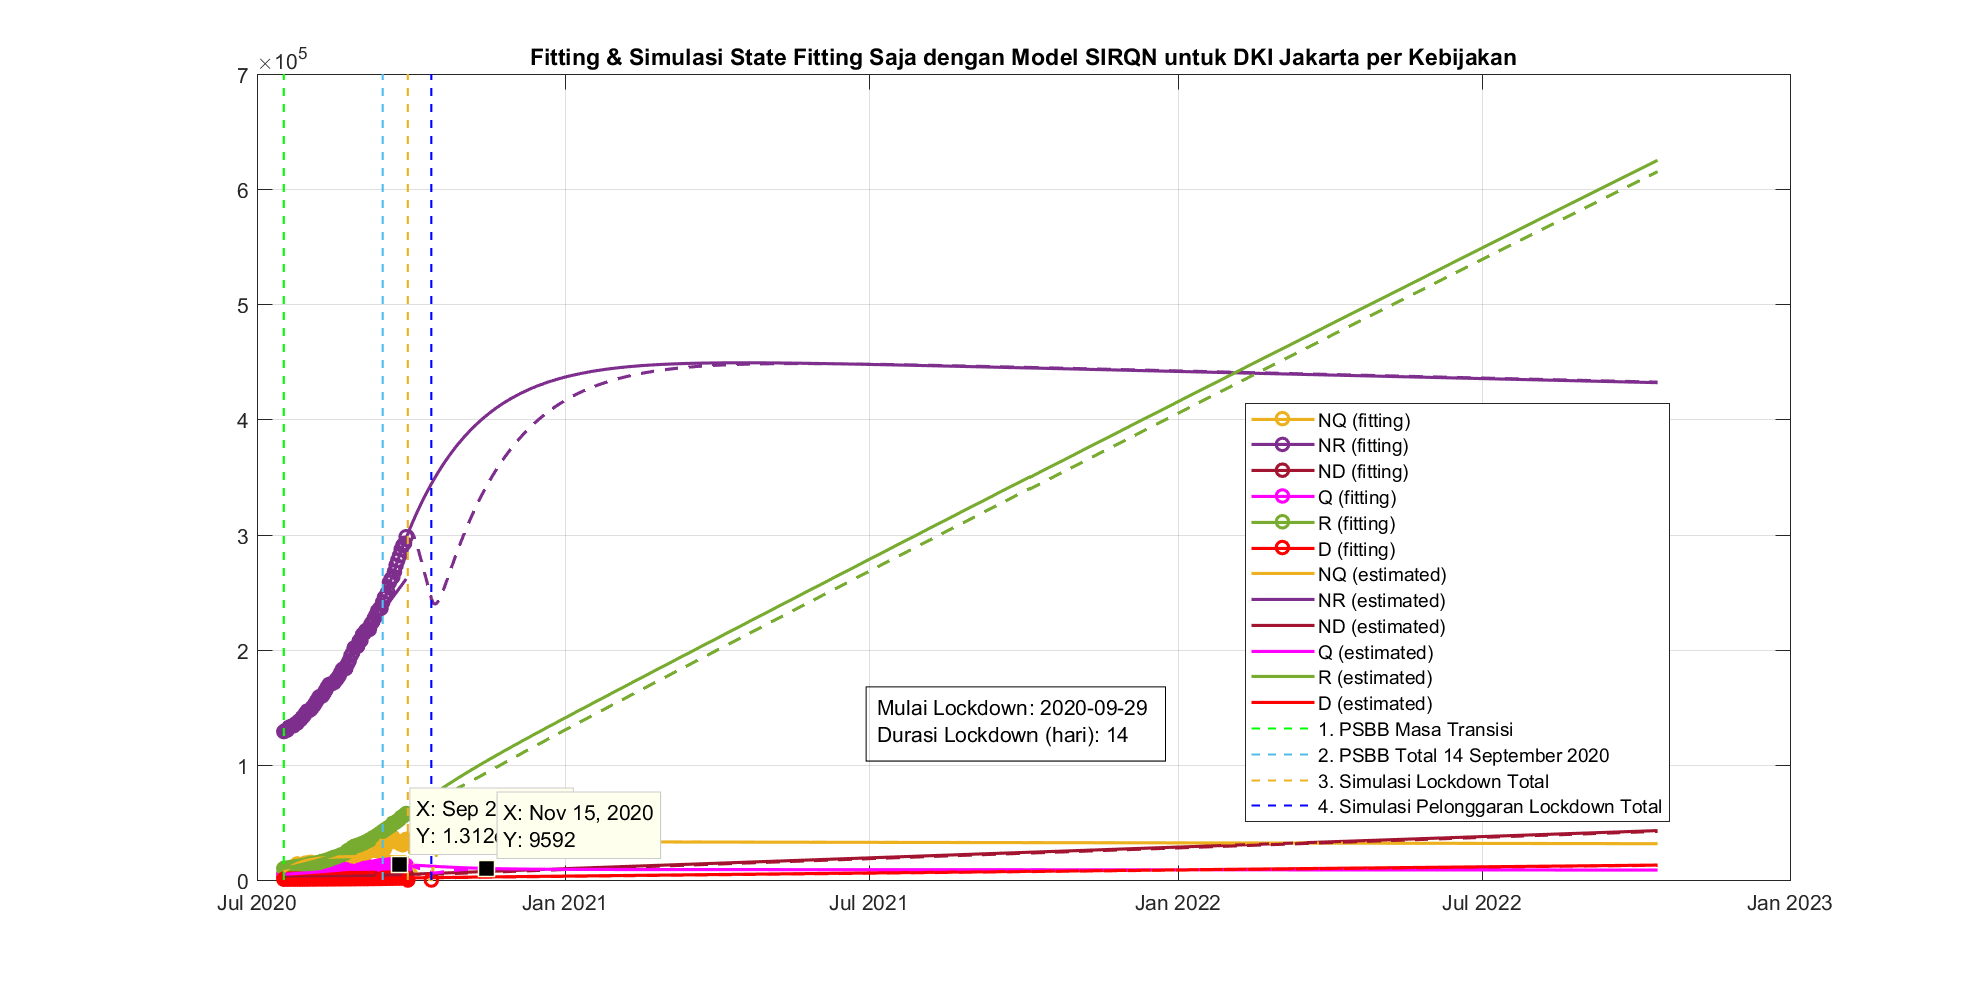 Fitting & Simulasi State Fitting Saja dengan Model SIRQN untuk DKI Jakarta per Kebijakan
×10^5
7
6
5
4
3
2
1
0
Jul 2020
Jan 2021
Jul 2021
Jan 2022
Jul 2022
Jan 2023
NQ (fitting)
NR (fitting)
ND (fitting)
Q (fitting)
R (fitting)
D (fitting)
NQ (estimated)
NR (estimated)
ND (estimated)
Q (estimated)
R (estimated)
D (estimated)
1. PSBB Masa Transisi
2. PSBB Total 14 September 2020
3. Simulasi Lockdown Total
4. Simulasi Pelonggaran Lockdown Total
Mulai Lockdown: 2020-09-29
Durasi Lockdown (hari): 14
X: Sep
Y:
X: Nov 15, 2020
Y: 9592